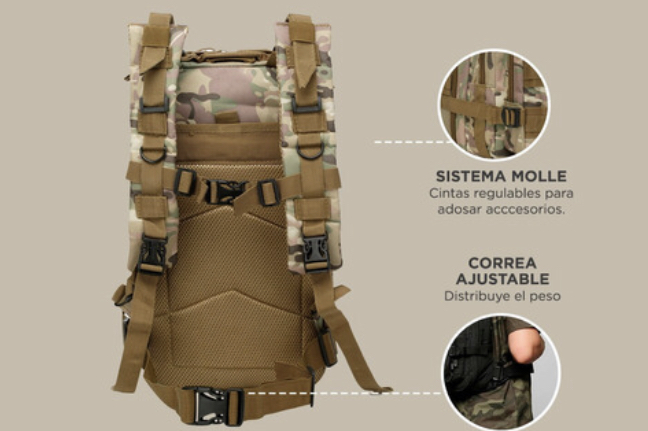 SISTEMA MOLLE
Cintas regulables para
adosar acccesorios.
CORREA
AJUSTABLE
Distribuye el peso